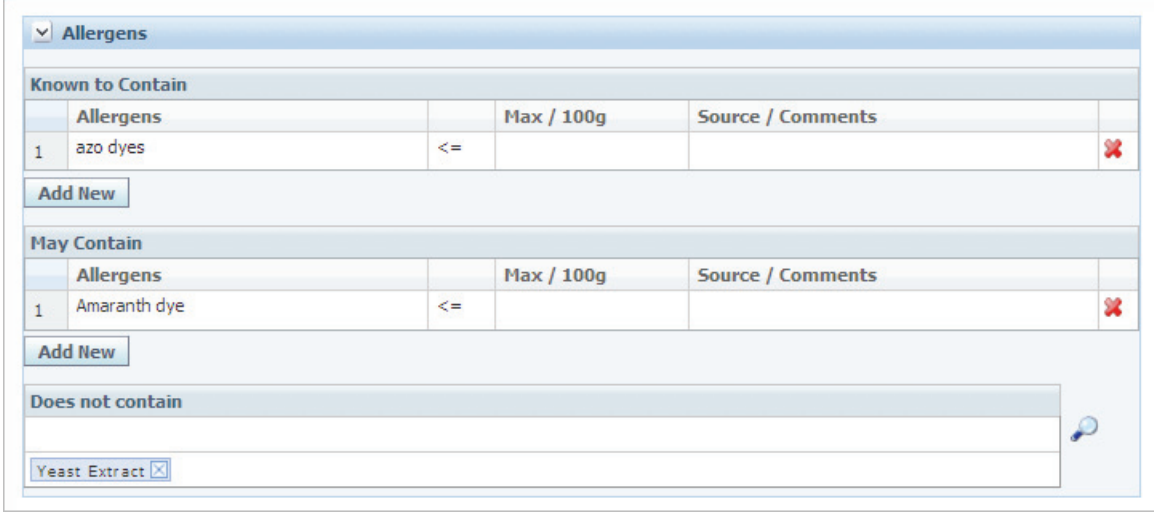 Allergens
Known to Contain
Allergens Max / 100g Source / Comments
1 azo dyes <=
Add New
May Contain
Allergens Max / 100g Source / Comments
1 Amaranth dye <=
Add New
Does not contain
Yeast Extract